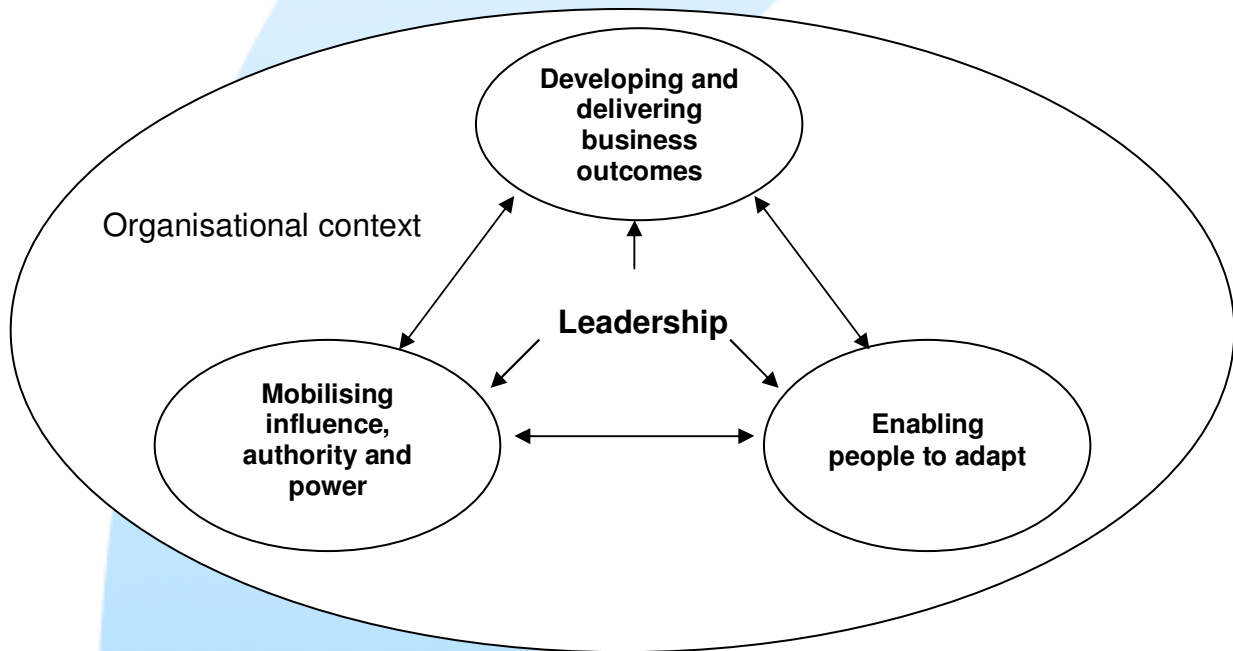 Developing and
delivering
business
outcomes
Organisational context
Leadership
Mobilising
influence,
authority and
power
Enabling
people to adapt